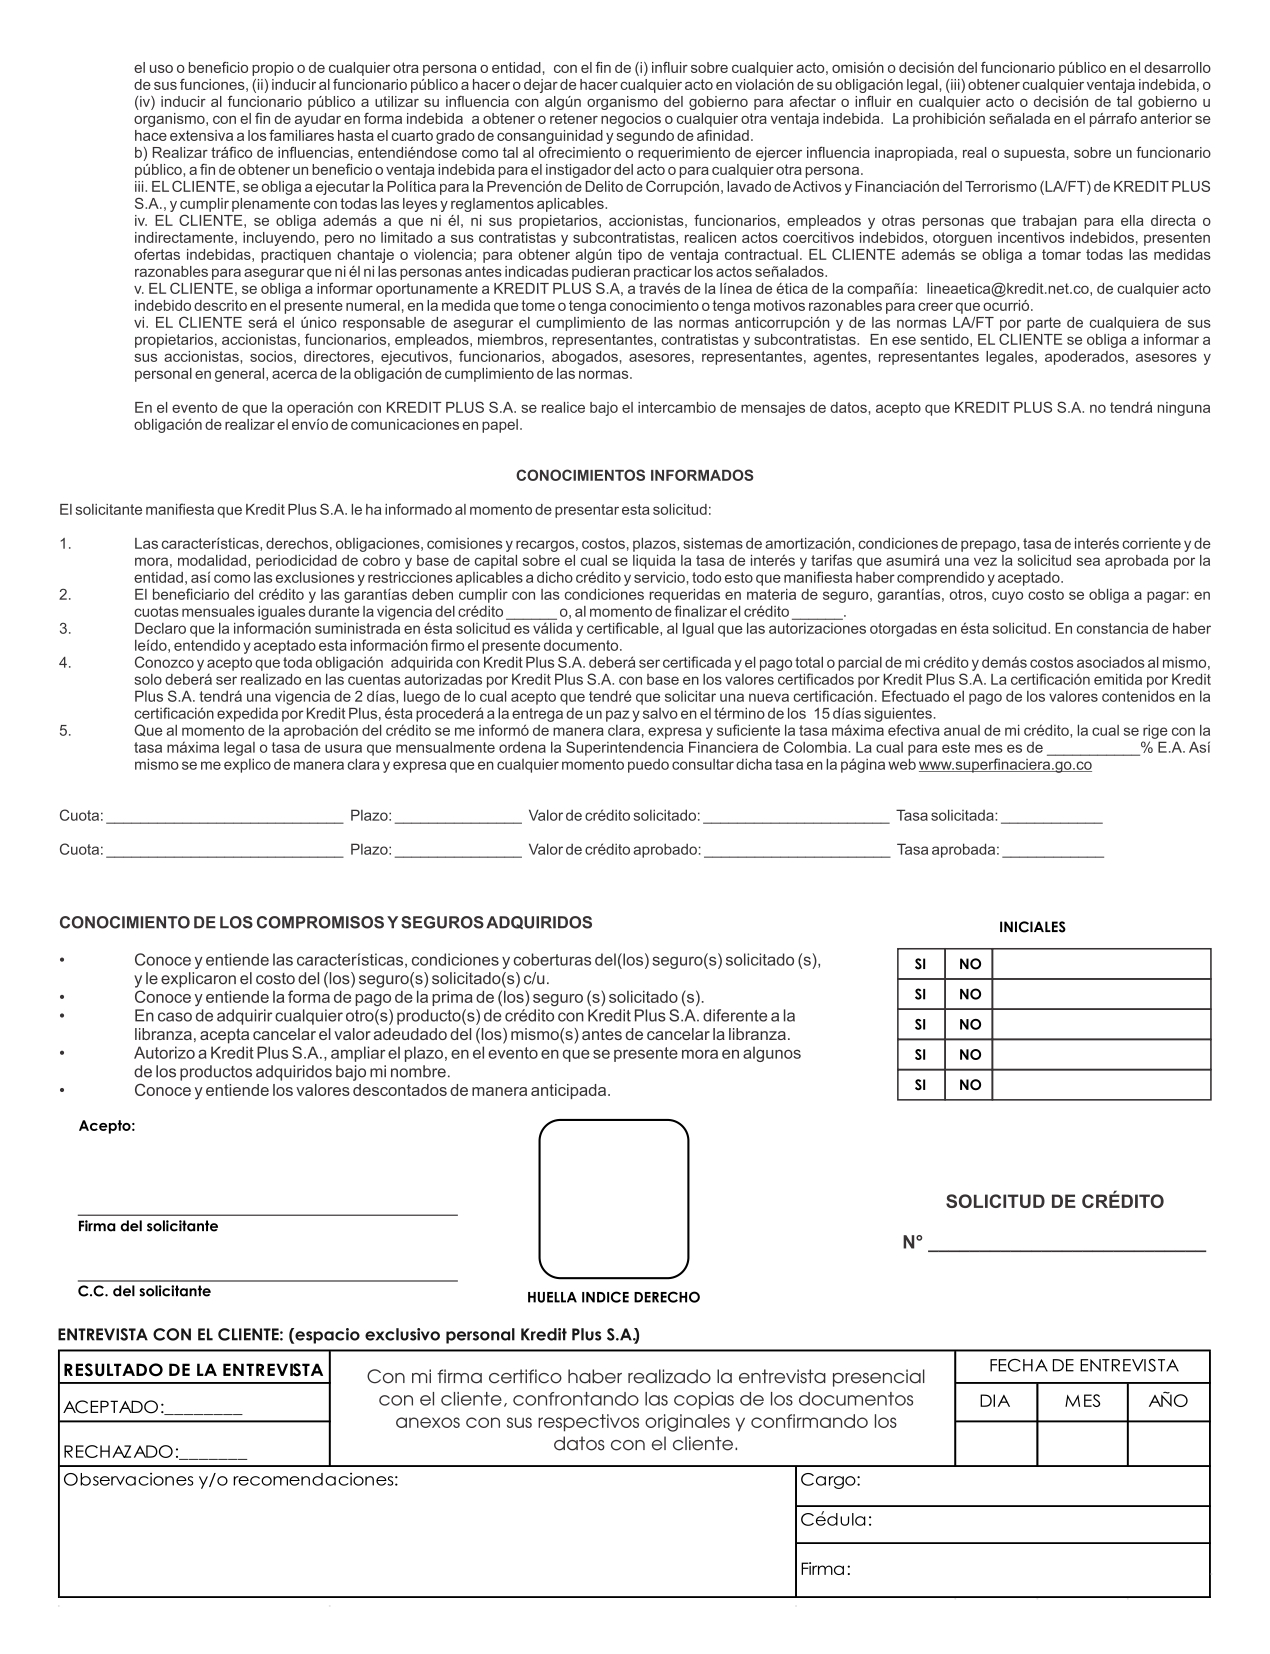 el uso o beneficio propio o de cualquier otra persona o entidad, con el fin de (i) influir sobre cualquier acto, omisión o decisión del funcionario público en el desarrollo
de sus funciones, (ii) inducir al funcionario público a hacer o dejar de hacer cualquier acto en violación de su obligación legal, (iii) obtener cualquier ventaja indebida, o
(iv) inducir al funcionario público a utilizar su influencia con algún organismo del gobierno para afectar o influir en cualquier acto o decisión de tal gobierno u
organismo, con el fin de ayudar en forma indebida a obtener o retener negocios o cualquier otra ventaja indebida. La prohibición señalada en el párrafo anterior se
hace extensiva a los familiares hasta el cuarto grado de consanguinidad y segundo de afinidad.
b) Realizar tráfico de influencias, entendiéndose como tal al ofrecimiento o requerimiento de ejercer influencia inapropiada, real o supuesta, sobre un funcionario
público, a fin de obtener un beneficio o ventaja indebida para el instigador del acto o para cualquier otra persona.
iii. EL CLIENTE, se obliga a ejecutar la Política para la Prevención de Delito de Corrupción, lavado de Activos y Financiación del Terrorismo (LA/FT) de KREDIT PLUS
S.A., y cumplir plenamente con todas las leyes y reglamentos aplicables.
iv. EL CLIENTE, se obliga además a que ni él, ni sus propietarios, accionistas, funcionarios, empleados y otras personas que trabajan para ella directa o
indirectamente, incluyendo, pero no limitado a sus contratistas y subcontratistas, realicen actos coercitivos indebidos, otorguen incentivos indebidos, presenten
ofertas indebidas, practiquen chantaje o violencia; para obtener algún tipo de ventaja contractual. EL CLIENTE además se obliga a tomar todas las medidas
razonables para asegurar que ni él ni las personas antes indicadas pudieran practicar los actos señalados.
v. EL CLIENTE, se obliga a informar oportunamente a KREDIT PLUS S.A, a través de la línea de ética de la compañía: lineaetica@kredit.net.co, de cualquier acto
indebido descrito en el presente numeral, en la medida que tome o tenga conocimiento o tenga motivos razonables para creer que ocurrió.
vi. EL CLIENTE será el único responsable de asegurar el cumplimiento de las normas anticorrupción y de las normas LA/FT por parte de cualquiera de sus
propietarios, accionistas, funcionarios, empleados, miembros, representantes, contratistas y subcontratistas. En ese sentido, EL CLIENTE se obliga a informar a
sus accionistas, socios, directores, ejecutivos, funcionarios, abogados, asesores, representantes, agentes, representantes legales, apoderados, asesores y
personal en general, acerca de la obligación de cumplimiento de las normas.
En el evento de que la operación con KREDIT PLUS S.A. se realice bajo el intercambio de mensajes de datos, acepto que KREDIT PLUS S.A. no tendrá ninguna
obligación de realizar el envío de comunicaciones en papel.
CONOCIMIENTOS INFORMADOS
El solicitante manifiesta que Kredit Plus S.A. le ha informado al momento de presentar esta solicitud:
1. Las características, derechos, obligaciones, comisiones y recargos, costos, plazos, sistemas de amortización, condiciones de prepago, tasa de interés corriente y de
mora, modalidad, periodicidad de cobro y base de capital sobre el cual se liquida la tasa de interés y tarifas que asumirá una vez la solicitud sea aprobada por la
entidad, así como las exclusiones y restricciones aplicables a dicho crédito y servicio, todo esto que manifiesta haber comprendido y aceptado.
2. El beneficiario del crédito y las garantías deben cumplir con las condiciones requeridas en materia de seguro, garantías, otros, cuyo costo se obliga a pagar: en
cuotas mensuales iguales durante la vigencia del crédito ______ o, al momento de finalizar el crédito ______.
3. Declaro que la información suministrada en ésta solicitud es válida y certificable, al Igual que las autorizaciones otorgadas en ésta solicitud. En constancia de haber
leído, entendido y aceptado esta información firmo el presente documento.
4. Conozco y acepto que toda obligación adquirida con Kredit Plus S.A. deberá ser certificada y el pago total o parcial de mi crédito y demás costos asociados al mismo,
solo deberá ser realizado en las cuentas autorizadas por Kredit Plus S.A. con base en los valores certificados por Kredit Plus S.A. La certificación emitida por Kredit
Plus S.A. tendrá una vigencia de 2 días, luego de lo cual acepto que tendré que solicitar una nueva certificación. Efectuado el pago de los valores contenidos en la
certificación expedida por Kredit Plus, ésta procederá a la entrega de un paz y salvo en el término de los 15 días siguientes.
5. Que al momento de la aprobación del crédito se me informó de manera clara, expresa y suficiente la tasa máxima efectiva anual de mi crédito, la cual se rige con la
tasa máxima legal o tasa de usura que mensualmente ordena la Superintendencia Financiera de Colombia. La cual para este mes es de ___________% E.A. Así
mismo se me explico de manera clara y expresa que en cualquier momento puedo consultar dicha tasa en la página web www.superfinaciera.go.co
Cuota: ____________________________ Plazo: _______________ Valor de crédito solicitado: ______________________ Tasa solicitada: ____________
Cuota: ____________________________ Plazo: _______________ Valor de crédito aprobado: ______________________ Tasa aprobada: ____________
CONOCIMIENTO DE LOS COMPROMISOS Y SEGUROS ADQUIRIDOS
INICIALES
• Conoce y entiende las características, condiciones y coberturas del(los) seguro(s) solicitado (s),
y le explicaron el costo del (los) seguro(s) solicitado(s) c/u.
SI NO
• Conoce y entiende la forma de pago de la prima de (los) seguro (s) solicitado (s).
SI NO
• En caso de adquirir cualquier otro(s) producto(s) de crédito con Kredit Plus S.A. diferente a la
libranza, acepta cancelar el valor adeudado del (los) mismo(s) antes de cancelar la libranza.
SI NO
• Autorizo a Kredit Plus S.A., ampliar el plazo, en el evento en que se presente mora en algunos
de los productos adquiridos bajo mi nombre.
SI NO
• Conoce y entiende los valores descontados de manera anticipada.
SI NO
Acepto:
Firma del solicitante
C.C. del solicitante
HUELLA INDICE DERECHO
SOLICITUD DE CRÉDITO
N° ____________________________
ENTREVISTA CON EL CLIENTE: (espacio exclusivo personal Kredit Plus S.A.)
RESULTADO DE LA ENTREVISTA
ACEPTADO:________
RECHAZADO:_______
Con mi firma certifico haber realizado la entrevista presencial
con el cliente, confrontando las copias de los documentos
anexos con sus respectivos originales y confirmando los
datos con el cliente.
FECHA DE ENTREVISTA
DIA MES AÑO
Observaciones y/o recomendaciones:
Cargo:
Cédula:
Firma: